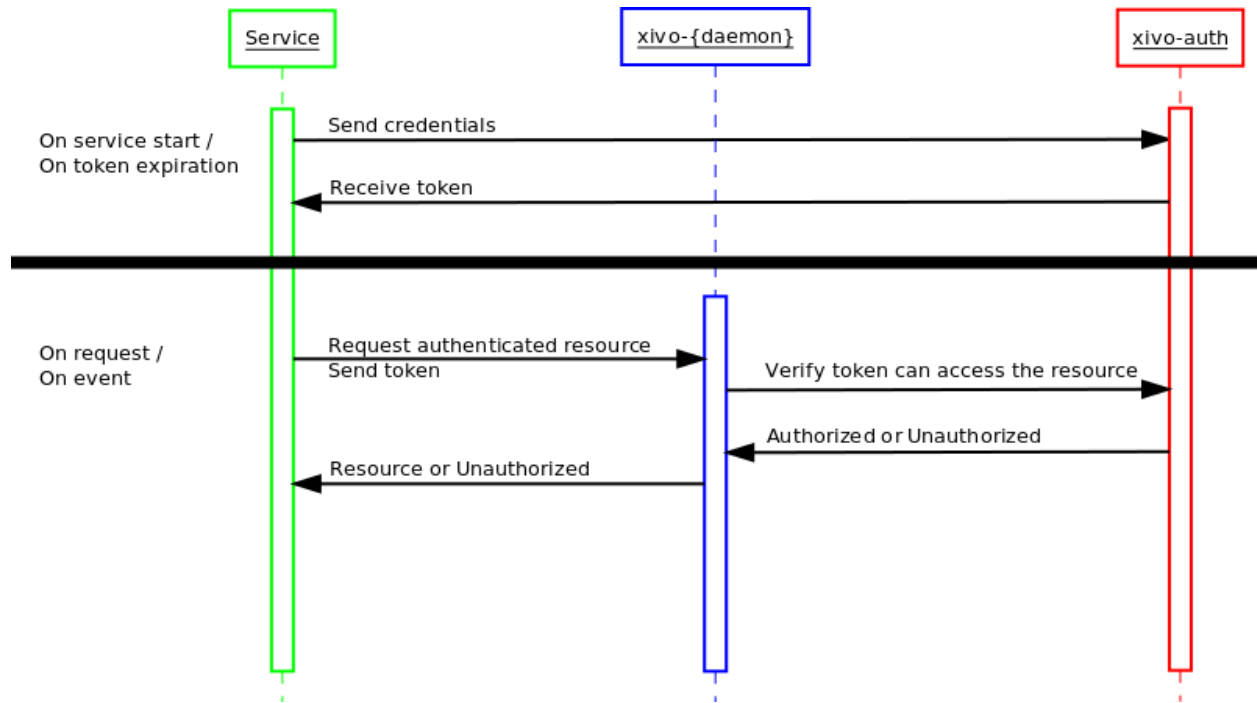 Service
xivo-{daemon}
xivo-auth
On service start /
On token expiration
Send credentials
Receive token
On request /
On event
Request authenticated resource
Send token
Verify token can access the resource
Authorized or Unauthorized
Resource or Unauthorized